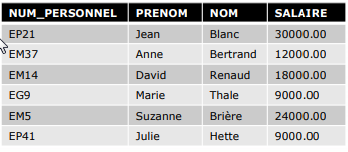 NUM_PERSONNEL PRENOM NOM SALAIRE
EP21 Jean Blanc 30000.00
EM37 Anne Bertrand 12000.00
EM14 David Renaud 18000.00
EG9 Marie Thale 9000.00
EM5 Suzanne Brière 24000.00
EP41 Julie Hette 9000.00